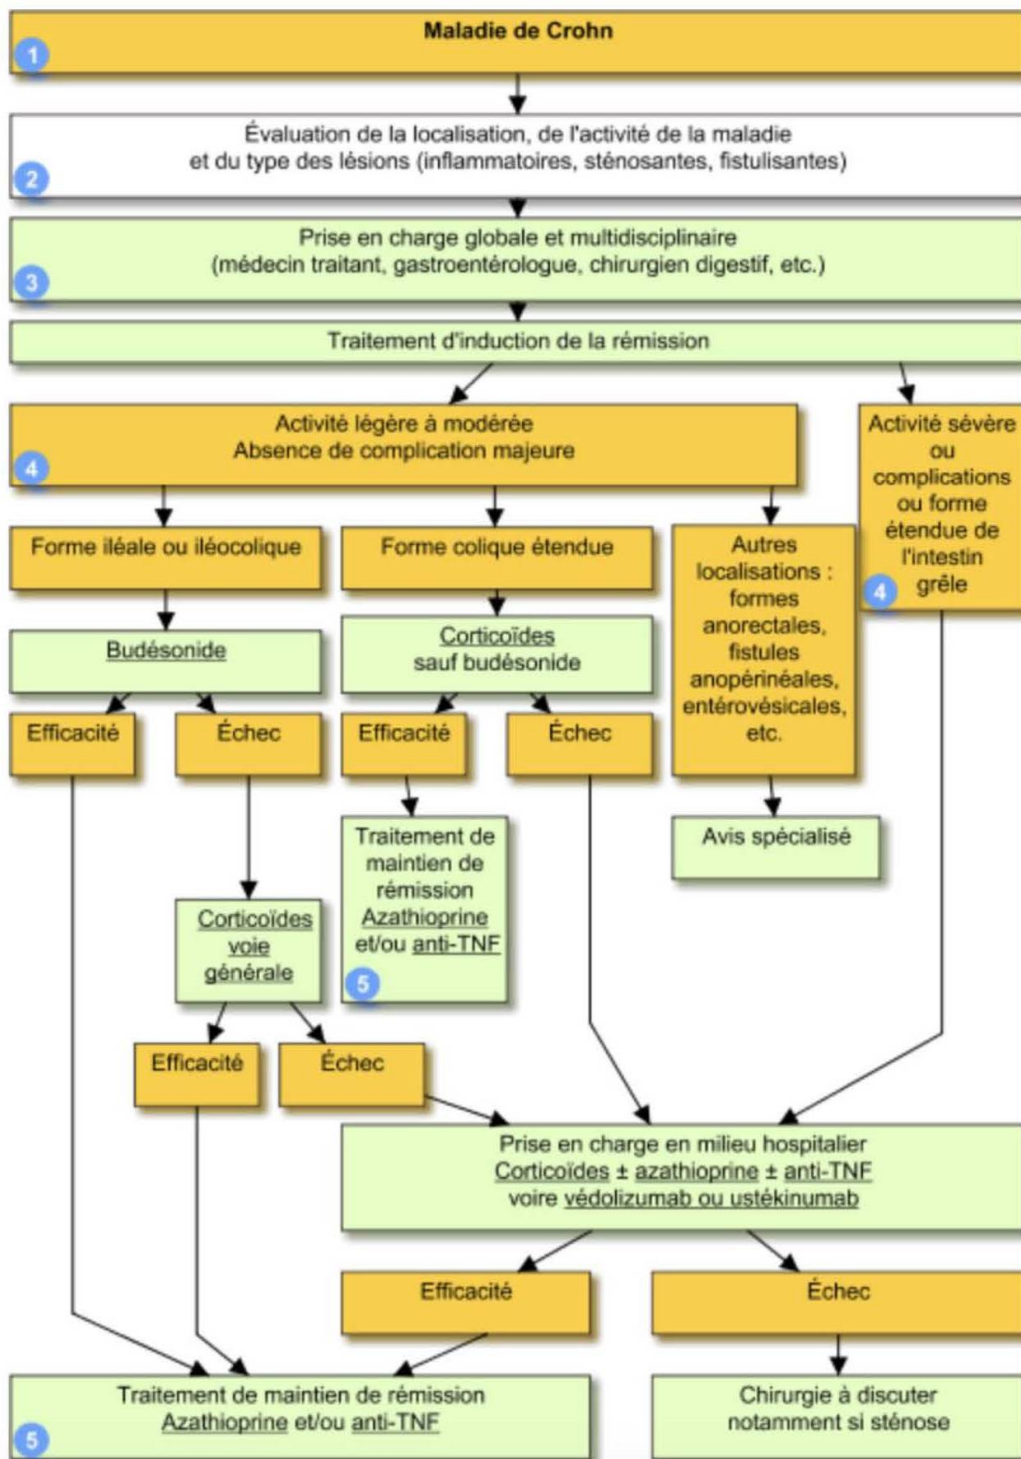 Maladie de Crohn
1
Évaluation de la localisation, de l'activité de la maladie
et du type des lésions (inflammatoires, sténosantes, fistulisantes)
2
Prise en charge globale et multidisciplinaire
(médecin traitant, gastroentérologue, chirurgien digestif, etc.)
3
Traitement d'induction de la rémission
Activité légère à modérée
Absence de complication majeure
4
Activité sévère
ou
complications
ou forme
étendue de
l'intestin
grêle
4
Forme iléale ou iléocolique
Forme colique étendue
Autres
localisations :
formes
anorectales,
fistules
anopérinéales,
entérovésicales,
etc.
Budésonide
Corticoïdes
sauf budésonide
Efficacité
Échec
Efficacité
Échec
Traitement de
maintien de
rémission
Azathioprine
et/ou anti-TNF
5
Avis spécialisé
Corticoïdes
voie
générale
Efficacité
Échec
Prise en charge en milieu hospitalier
Corticoïdes ± azathioprine ± anti-TNF
voire védolizumab ou ustékinumab
Efficacité
Échec
Traitement de maintien de rémission
Azathioprine et/ou anti-TNF
5
Chirurgie à discuter
notamment si sténose